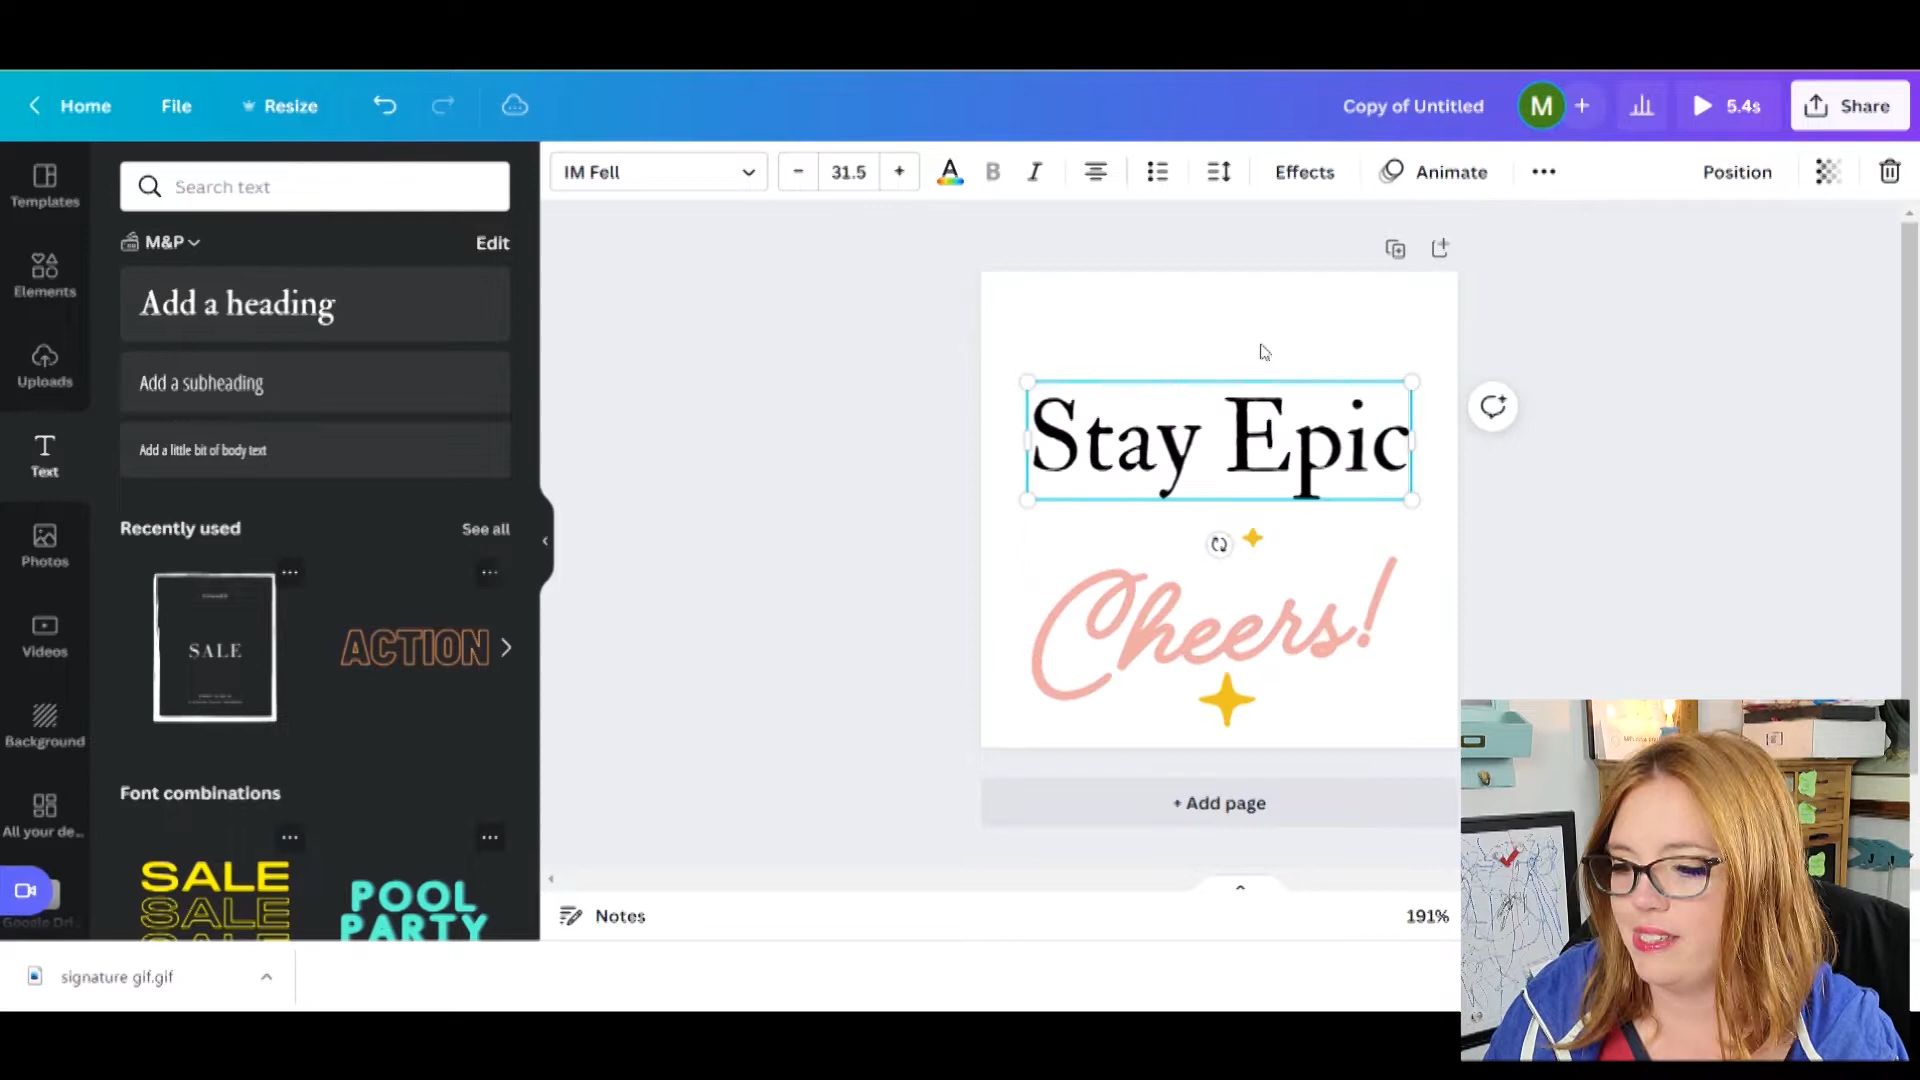 Home File Resize Copy of Untitled M + 5.4s Share
Templates
Elements
Uploads
Text
Photos
Videos
Background
All your de...
Google Dri...
Search text
M&P Edit
Add a heading
Add a subheading
Add a little bit of body text
Recently used See all
SALE
ACTION
Font combinations
SALE
SALE
POOL
PARTY
IM Fell - 31.5 + A B I Effects Animate ... Position
Stay Epic
Cheers!
+ Add page
Notes 191%
signature gif.gif